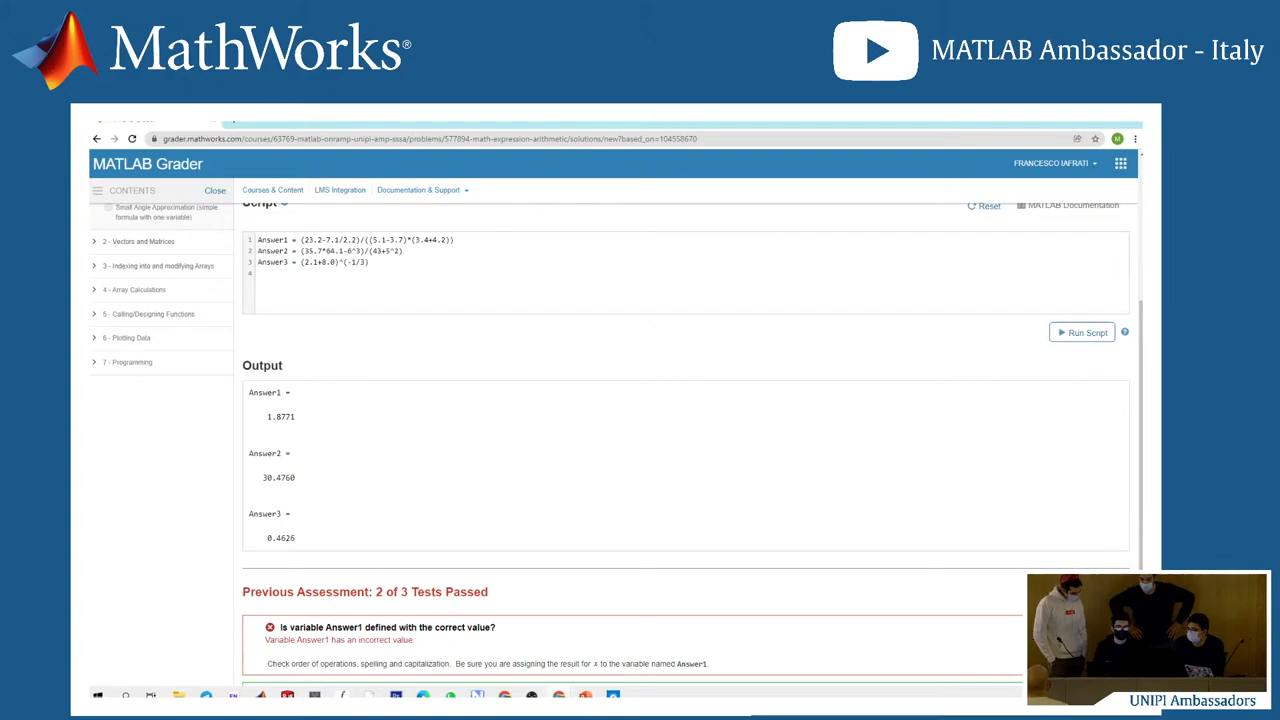 MathWorks®
MATLAB Ambassador - Italy
grader.mathworks.com/courses/63769-matlab-onramp-unipi-amp-sssa/problems/577894-math-expression-arithmetic/solutions/new?based_on=104558670
M
MATLAB Grader
FRANCESCO IAFRATI
CONTENTS
Close
Courses & Content
LMS Integration
Documentation & Support
Small Angle Approximation (simple
formula with one variable)
2 - Vectors and Matrices
3 - Indexing into and modifying Arrays
4 - Array Calculations
5 - Calling/Designing Functions
6 - Plotting Data
7 - Programming
Script
Reset
MATLAB Documentation
1 Answer1 = (23.2-7.1/2.2)/((5.1-3.7)*(3.4+4.2))
2 Answer2 = (35.7*64.1-6^3)/(43+5^2)
3 Answer3 = (2.1+8.0)^(-1/3)
4
Run Script
Output
Answer1 =
1.8771
Answer2 =
30.4760
Answer3 =
0.4626
Previous Assessment: 2 of 3 Tests Passed
Is variable Answer1 defined with the correct value?
Variable Answer1 has an incorrect value.
Check order of operations, spelling and capitalization. Be sure you are assigning the result for x to the variable named Answer1.
UNIPI Ambassadors